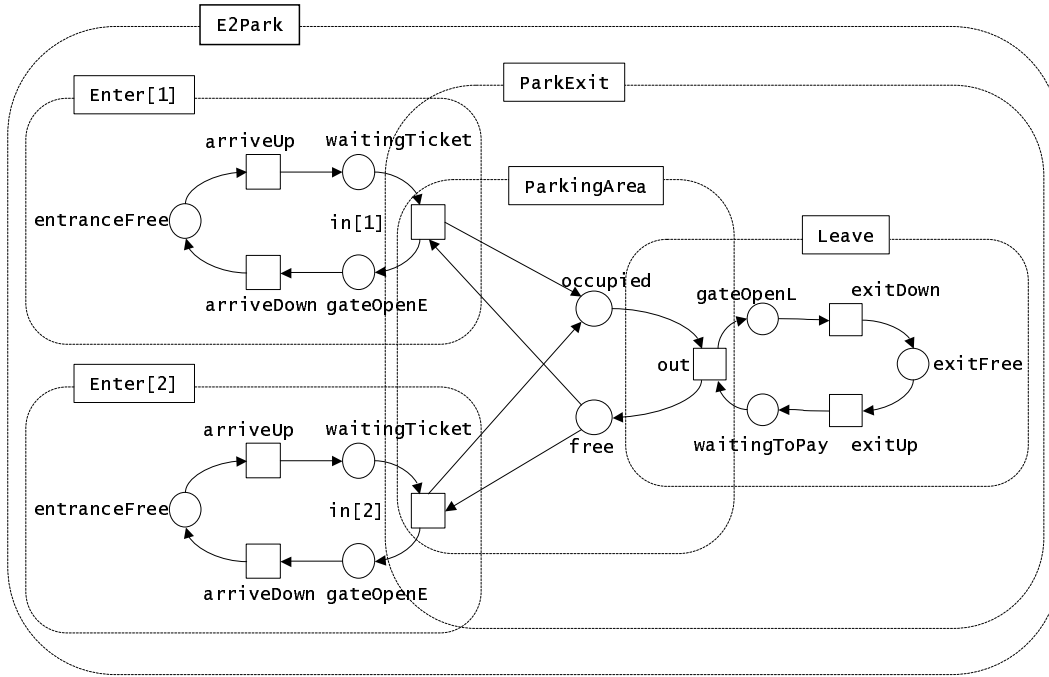 E2Park
Enter[1]
ParkExit
arriveUp
waitingTicket
ParkingArea
entranceFree
in[1]
Leave
arriveDown
gateOpenE
occupied
gateOpenL
exitDown
out
exitFree
Enter[2]
arriveUp
waitingTicket
free
waitingToPay
exitUp
entranceFree
in[2]
arriveDown
gateOpenE